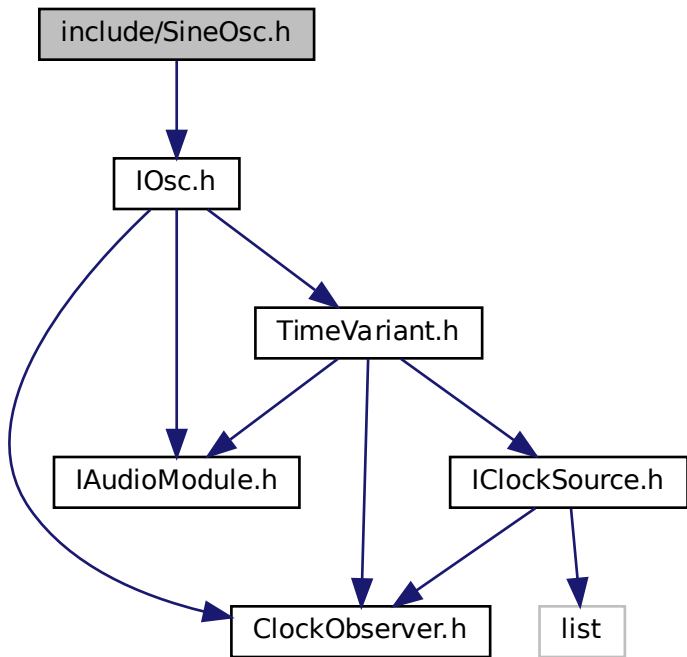 include/SineOsc.h
IOsc.h
TimeVariant.h
IAudioModule.h
IClockSource.h
ClockObserver.h
list